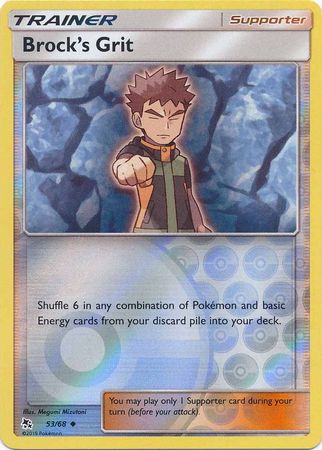 TRAINER Supporter
Brock's Grit
Shuffle 6 in any combination of Pokémon and basic
Energy cards from your discard pile into your deck.
Illus. Megumi Mizutani
53/68
©2019 Pokémon
You may play only 1 Supporter card during your
turn (before your attack).